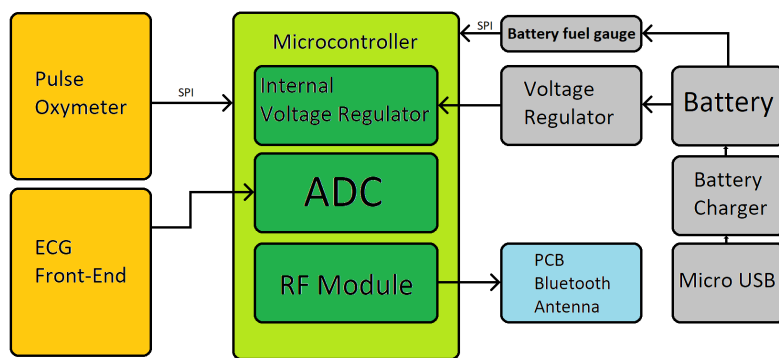 Pulse
Oxymeter
SPI
ECG
Front-End
Microcontroller
Internal
Voltage Regulator
ADC
RF Module
SPI
Battery fuel gauge
Voltage
Regulator
Battery
Battery
Charger
Micro USB
PCB
Bluetooth
Antenna